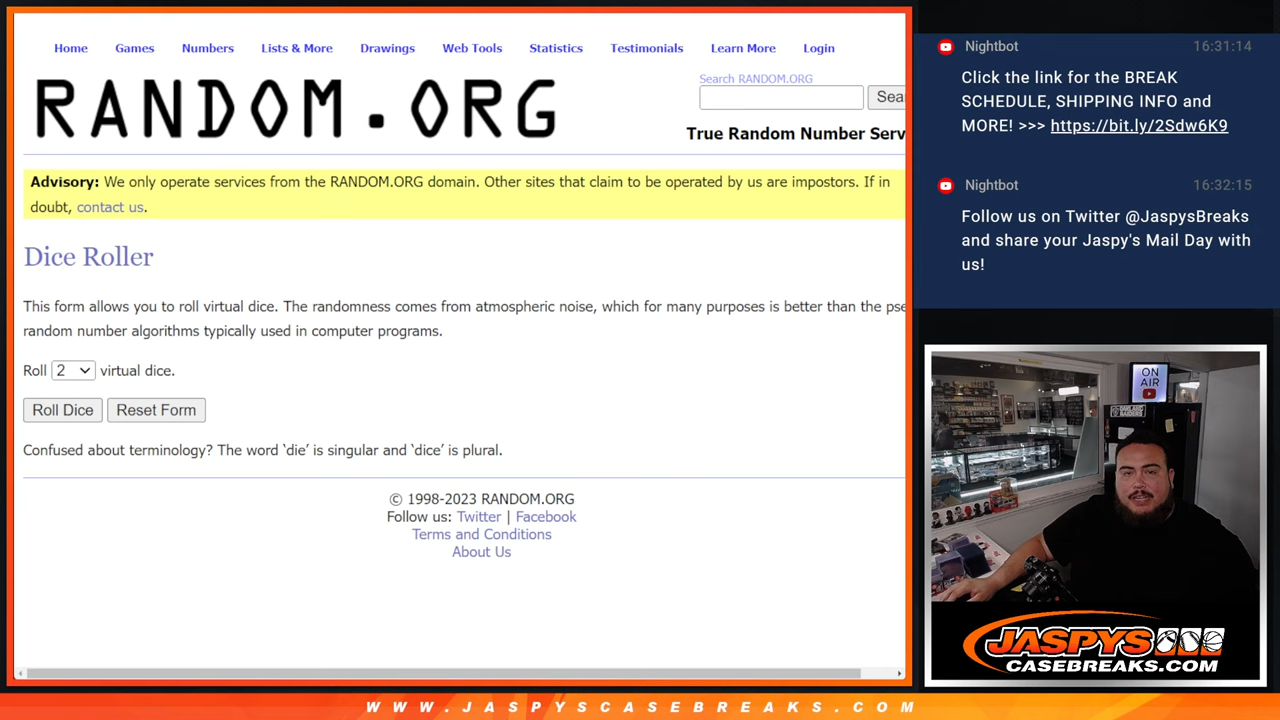 Home Games Numbers Lists & More Drawings Web Tools Statistics Testimonials Learn More Login
RANDOM.ORG
Search RANDOM.ORG
Sea
True Random Number Serv
Advisory: We only operate services from the RANDOM.ORG domain. Other sites that claim to be operated by us are impostors. If in
doubt, contact us.
Dice Roller
This form allows you to roll virtual dice. The randomness comes from atmospheric noise, which for many purposes is better than the pse
random number algorithms typically used in computer programs.
Roll 2 virtual dice.
Roll Dice Reset Form
Confused about terminology? The word ‘die’ is singular and ‘dice’ is plural.
© 1998-2023 RANDOM.ORG
Follow us: Twitter | Facebook
Terms and Conditions
About Us
Nightbot 16:31:14
Click the link for the BREAK
SCHEDULE, SHIPPING INFO and
MORE! >>> https://bit.ly/2Sdw6K9
Nightbot 16:32:15
Follow us on Twitter @JaspysBreaks
and share your Jaspy's Mail Day with
us!
ON
AIR
JASPYS
CASEBREAKS.COM
WWW.JASPYSCASEBREAKS.COM